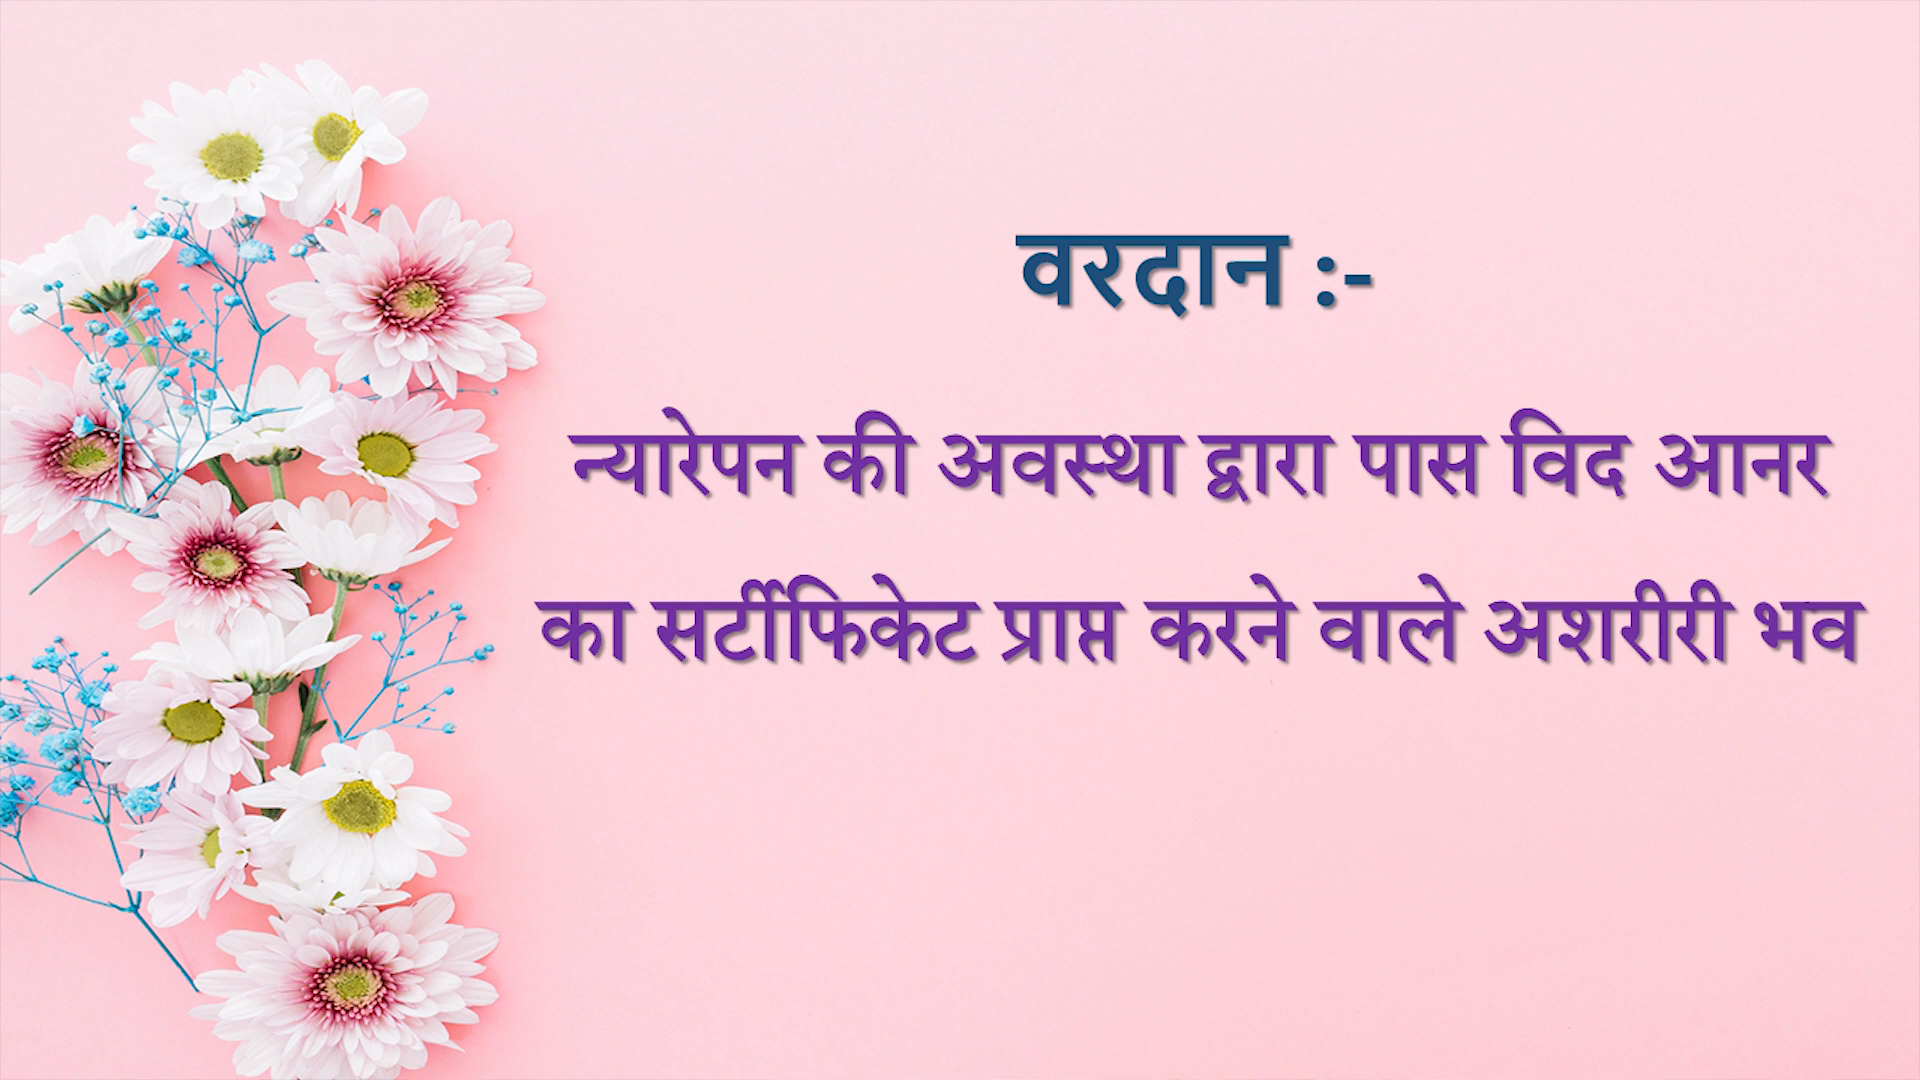 वरदान :-
न्यारेपन की अवस्था द्वारा पास विद आनर
का सर्टीफिकेट प्राप्त करने वाले अशरीरी भव